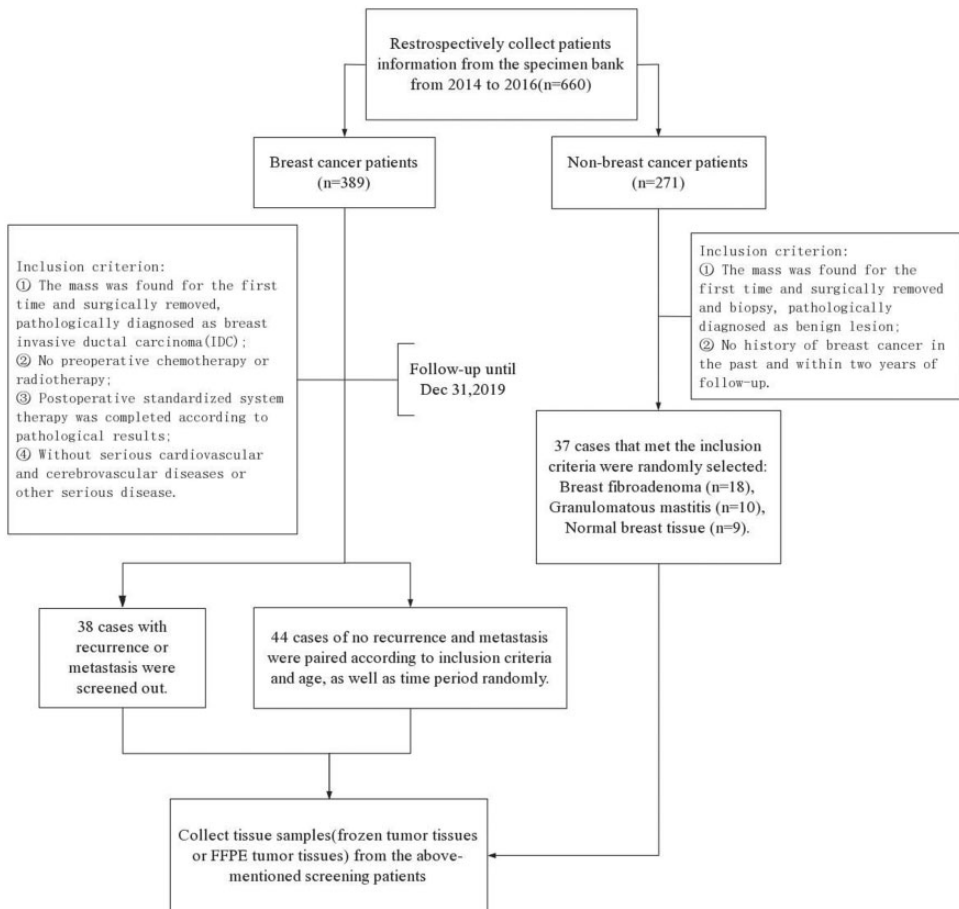 Restrospectively collect patients
information from the specimen bank
from 2014 to 2016(n=660)
Breast cancer patients
(n=389)
Non-breast cancer patients
(n=271)
Inclusion criterion:
① The mass was found for the first
time and surgically removed,
pathologically diagnosed as breast
invasive ductal carcinoma(IDC);
② No preoperative chemotherapy or
radiotherapy;
③ Postoperative standardized system
therapy was completed according to
pathological results;
④ Without serious cardiovascular
and cerebrovascular diseases or
other serious disease.
Follow-up until
Dec 31,2019
Inclusion criterion:
① The mass was found for the
first time and surgically removed
and biopsy, pathologically
diagnosed as benign lesion;
② No history of breast cancer in
the past and within two years of
follow-up.
37 cases that met the inclusion
criteria were randomly selected:
Breast fibroadenoma (n=18),
Granulomatous mastitis (n=10),
Normal breast tissue (n=9).
38 cases with
recurrence or
metastasis were
screened out.
44 cases of no recurrence and metastasis
were paired according to inclusion criteria
and age, as well as time period randomly.
Collect tissue samples(frozen tumor tissues
or FFPE tumor tissues) from the above-
mentioned screening patients